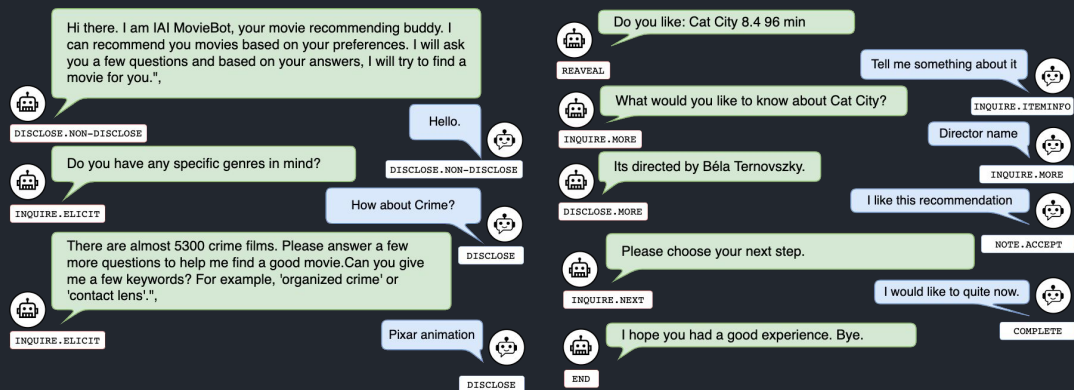 Hi there. I am IAI MovieBot, your movie recommending buddy. I
can recommend you movies based on your preferences. I will ask
you a few questions and based on your answers, I will try to find a
movie for you.",
DISCLOSE.NON-DISCLOSE
Hello.
DISCLOSE.NON-DISCLOSE
Do you have any specific genres in mind?
INQUIRE.ELICIT
How about Crime?
DISCLOSE
There are almost 5300 crime films. Please answer a few
more questions to help me find a good movie.Can you give
me a few keywords? For example, 'organized crime' or
'contact lens'.",
INQUIRE.ELICIT
Pixar animation
DISCLOSE
Do you like: Cat City 8.4 96 min
REAVEAL
Tell me something about it
INQUIRE.ITEMINFO
What would you like to know about Cat City?
INQUIRE.MORE
Director name
INQUIRE.MORE
Its directed by Béla Ternovszky.
DISCLOSE.MORE
I like this recommendation
NOTE.ACCEPT
Please choose your next step.
INQUIRE.NEXT
I would like to quite now.
COMPLETE
I hope you had a good experience. Bye.
END